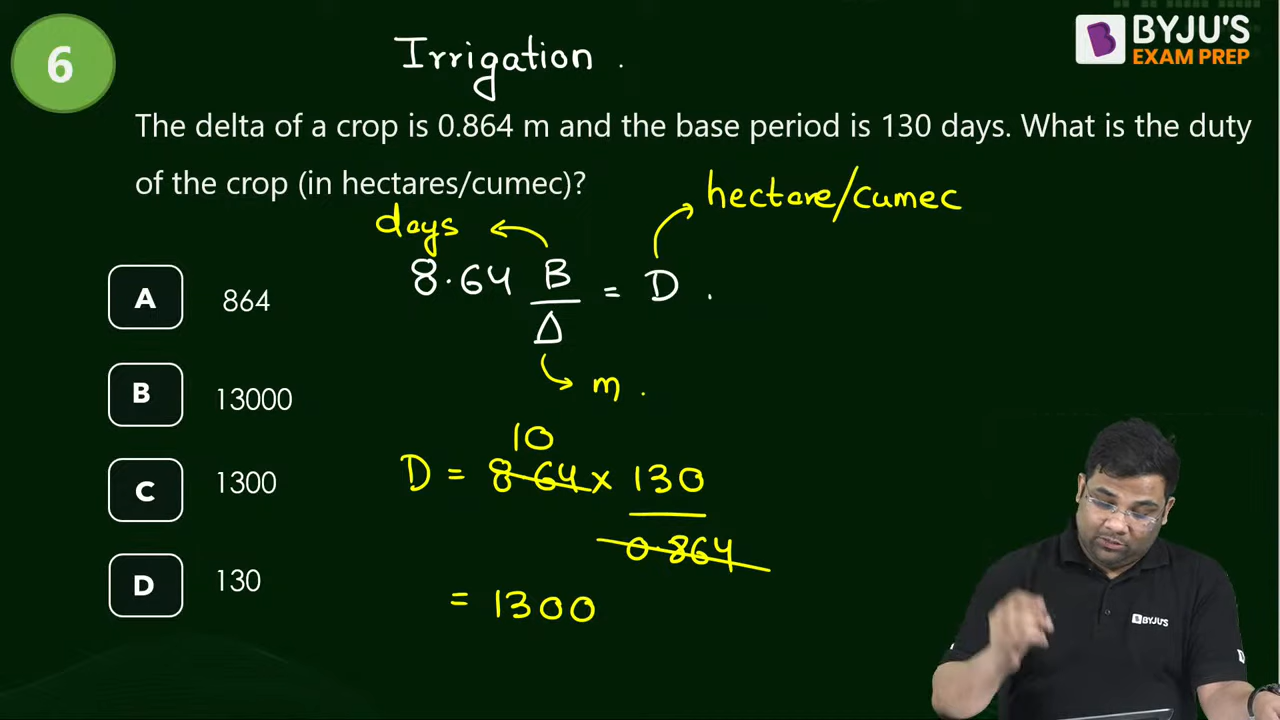 6
Irrigation .
BYJU'S
EXAM PREP
The delta of a crop is 0.864 m and the base period is 130 days. What is the duty
of the crop (in hectares/cumec)?
hectare/cumec
days
8.64 B/Δ = D .
m .
A 864
B 13000
C 1300
D 130
10
D = 8.64 × 130/0.864
= 1300
BYJU'S